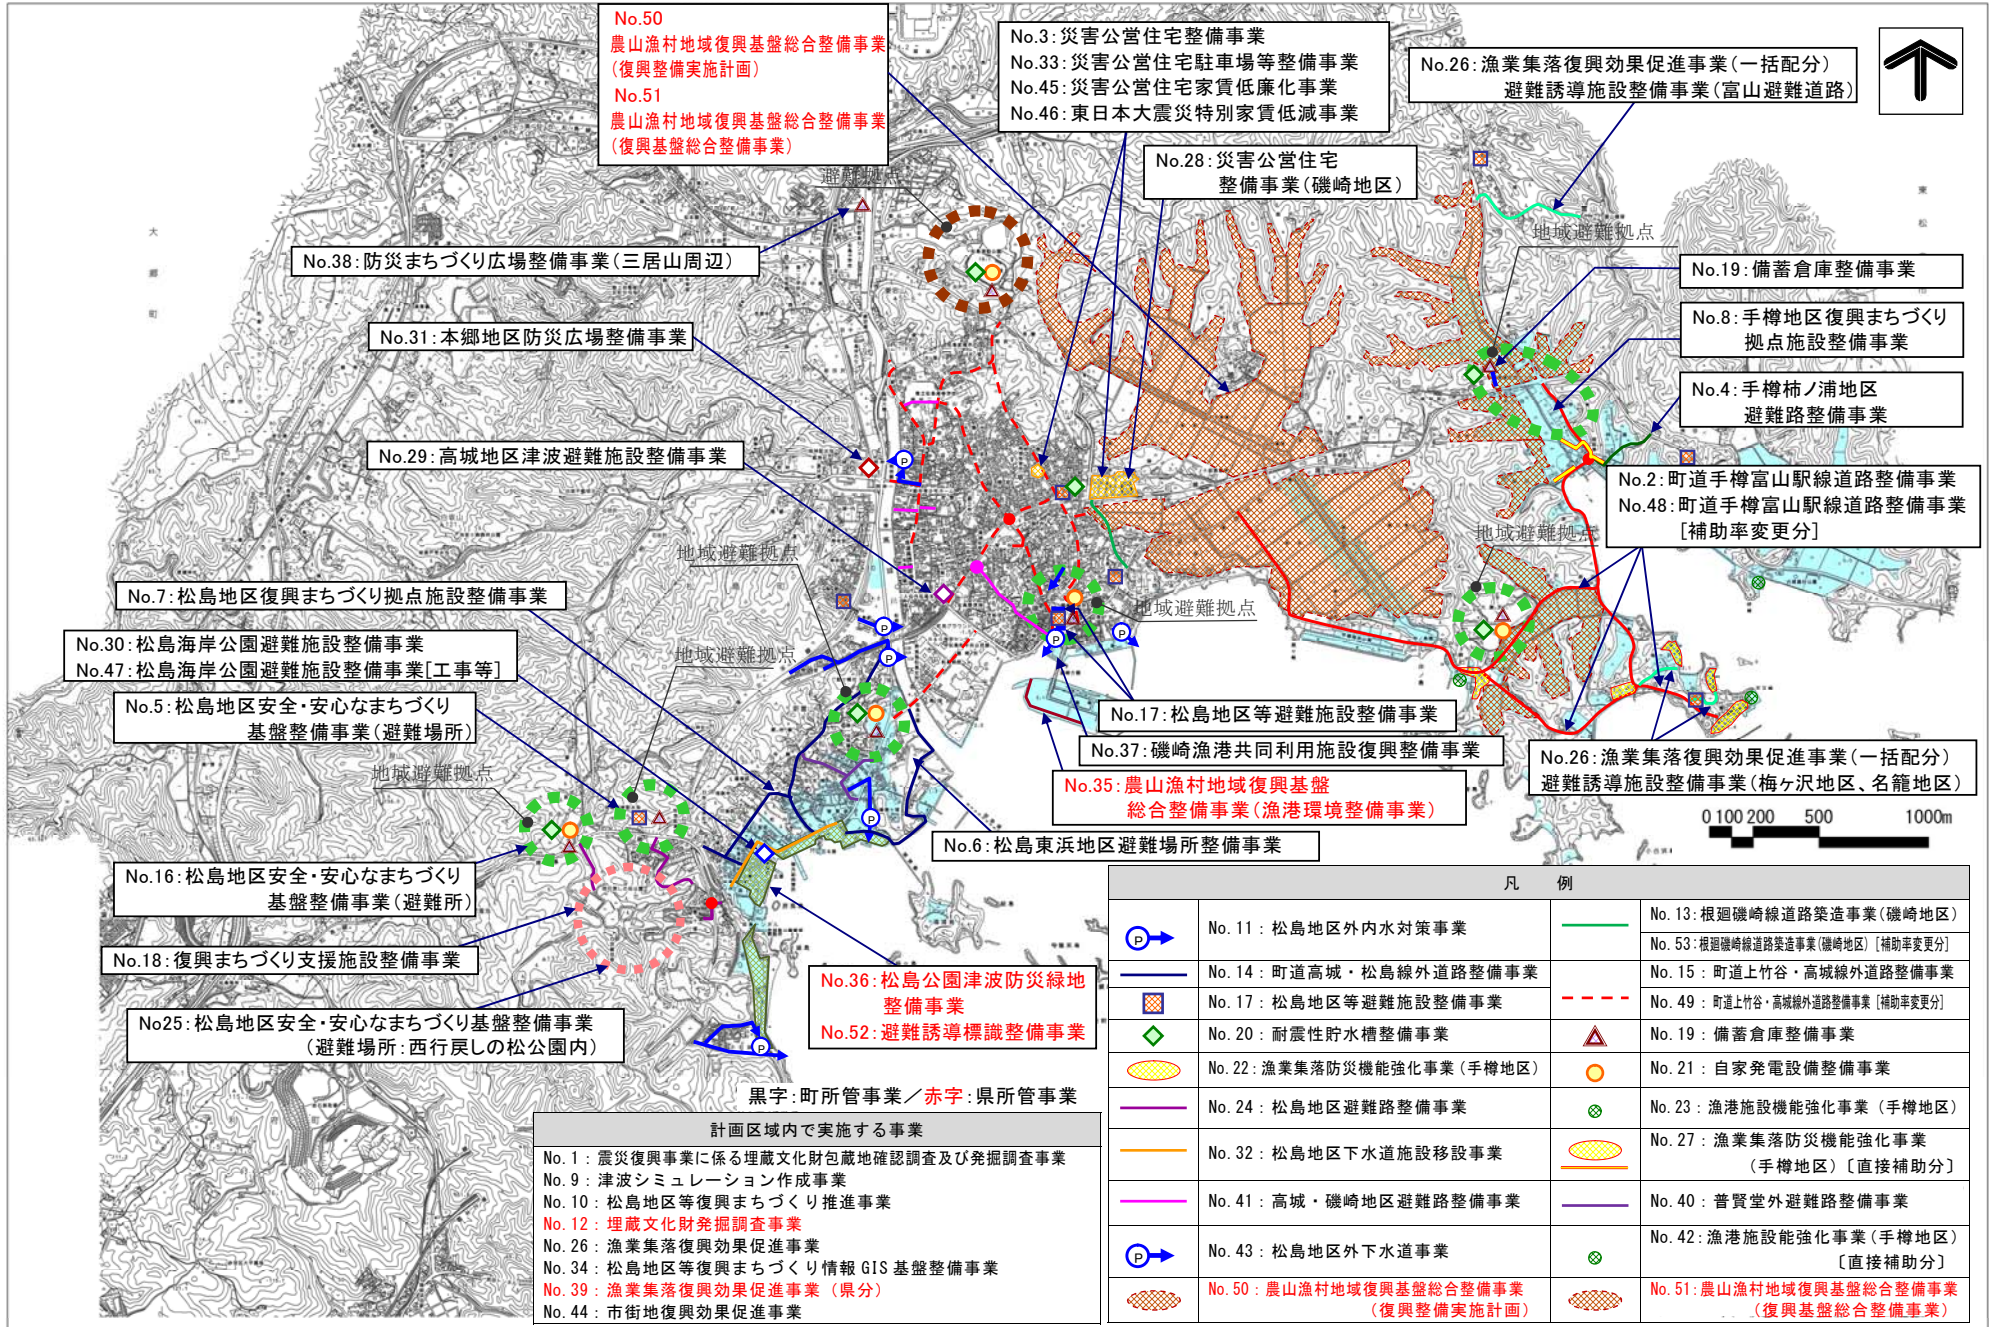 No.50
農山漁村地域復興基盤総合整備事業
(復興整備実施計画)
No.51
農山漁村地域復興基盤総合整備事業
(復興基盤総合整備事業)
No.3:災害公営住宅整備事業
No.33:災害公営住宅駐車場等整備事業
No.45:災害公営住宅家賃低廉化事業
No.46:東日本大震災特別家賃低減事業
No.26:漁業集落復興効果促進事業(一括配分)
避難誘導施設整備事業(富山避難道路)
No.28:災害公営住宅
整備事業(磯崎地区)
避難拠点
大
郷
町
東
松
No.38:防災まちづくり広場整備事業(三居山周辺)
地域避難拠点
No.19:備蓄倉庫整備事業
No.31:本郷地区防災広場整備事業
No.8:手樽地区復興まちづくり
拠点施設整備事業
No.4:手樽柿ノ浦地区
避難路整備事業
No.29:高城地区津波避難施設整備事業
No.2:町道手樽富山駅線道路整備事業
No.48:町道手樽富山駅線道路整備事業
[補助率変更分]
地域避難拠点
地域避難拠点
No.7:松島地区復興まちづくり拠点施設整備事業
地域避難拠点
No.30:松島海岸公園避難施設整備事業
No.47:松島海岸公園避難施設整備事業[工事等]
地域避難拠点
No.5:松島地区安全・安心なまちづくり
基盤整備事業(避難場所)
No.17:松島地区等避難施設整備事業
No.37:磯崎漁港共同利用施設復興整備事業
No.26:漁業集落復興効果促進事業(一括配分)
避難誘導施設整備事業(梅ヶ沢地区、名籠地区)
地域避難拠点
No.35:農山漁村地域復興基盤
総合整備事業(漁港環境整備事業)
0 100 200 500 1000m
No.6:松島東浜地区避難場所整備事業
No.16:松島地区安全・安心なまちづくり
基盤整備事業(避難所)
No.18:復興まちづくり支援施設整備事業
No.36:松島公園津波防災緑地
整備事業
No.52:避難誘導標識整備事業
No25:松島地区安全・安心なまちづくり基盤整備事業
(避難場所:西行戻しの松公園内)
黒字:町所管事業/赤字:県所管事業
計画区域内で実施する事業
No. 1 : 震災復興事業に係る埋蔵文化財包蔵地確認調査及び発掘調査事業
No. 9 : 津波シミュレーション作成事業
No. 10 : 松島地区等復興まちづくり推進事業
No. 12 : 埋蔵文化財発掘調査事業
No. 26 : 漁業集落復興効果促進事業
No. 34 : 松島地区等復興まちづくり情報 GIS 基盤整備事業
No. 39 : 漁業集落復興効果促進事業 (県分)
No. 44 : 市街地復興効果促進事業
凡 例
P No. 11 : 松島地区外内水対策事業
No. 13:根廻磯崎線道路築造事業(磯崎地区)
No. 53:根廻磯崎線道路築造事業(磯崎地区) [補助率変更分]
No. 14 : 町道高城・松島線外道路整備事業
No. 15 : 町道上竹谷・高城線外道路整備事業
No. 17 : 松島地区等避難施設整備事業
No. 49 : 町道上竹谷・高城線外道路整備事業 [補助率変更分]
No. 20 : 耐震性貯水槽整備事業
No. 19 : 備蓄倉庫整備事業
No. 22:漁業集落防災機能強化事業(手樽地区)
No. 21 : 自家発電設備整備事業
No. 24 : 松島地区避難路整備事業
No. 23 : 漁港施設機能強化事業 (手樽地区)
No. 32 : 松島地区下水道施設移設事業
No. 27 : 漁業集落防災機能強化事業
(手樽地区)〔直接補助分〕
No. 41 : 高城・磯崎地区避難路整備事業
No. 40 : 普賢堂外避難路整備事業
P No. 43 : 松島地区外下水道事業
No. 42:漁港施設能強化事業(手樽地区)
〔直接補助分〕
No. 50 : 農山漁村地域復興基盤総合整備事業
(復興整備実施計画)
No. 51:農山漁村地域復興基盤総合整備事業
(復興基盤総合整備事業)